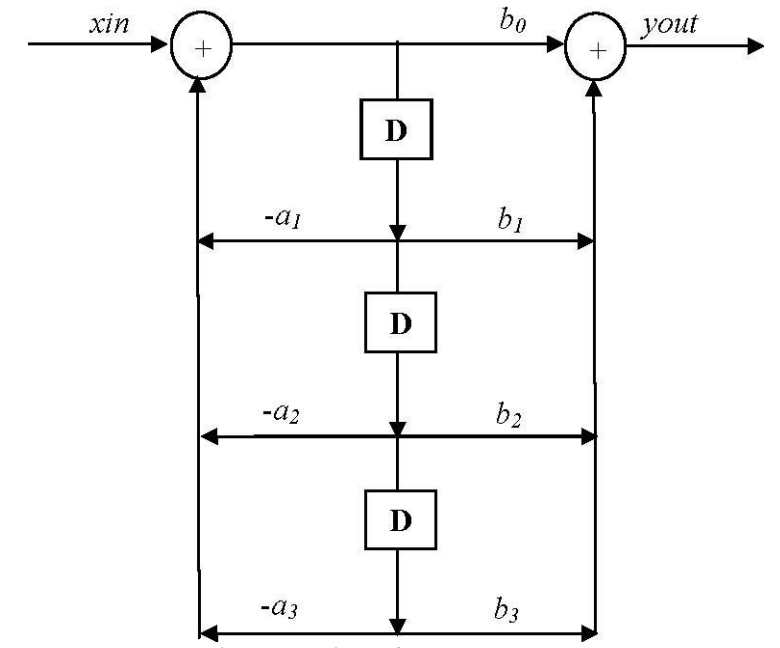 xin b₀ yout
+ +
D
-a₁ b₁
D
-a₂ b₂
D
-a₃ b₃